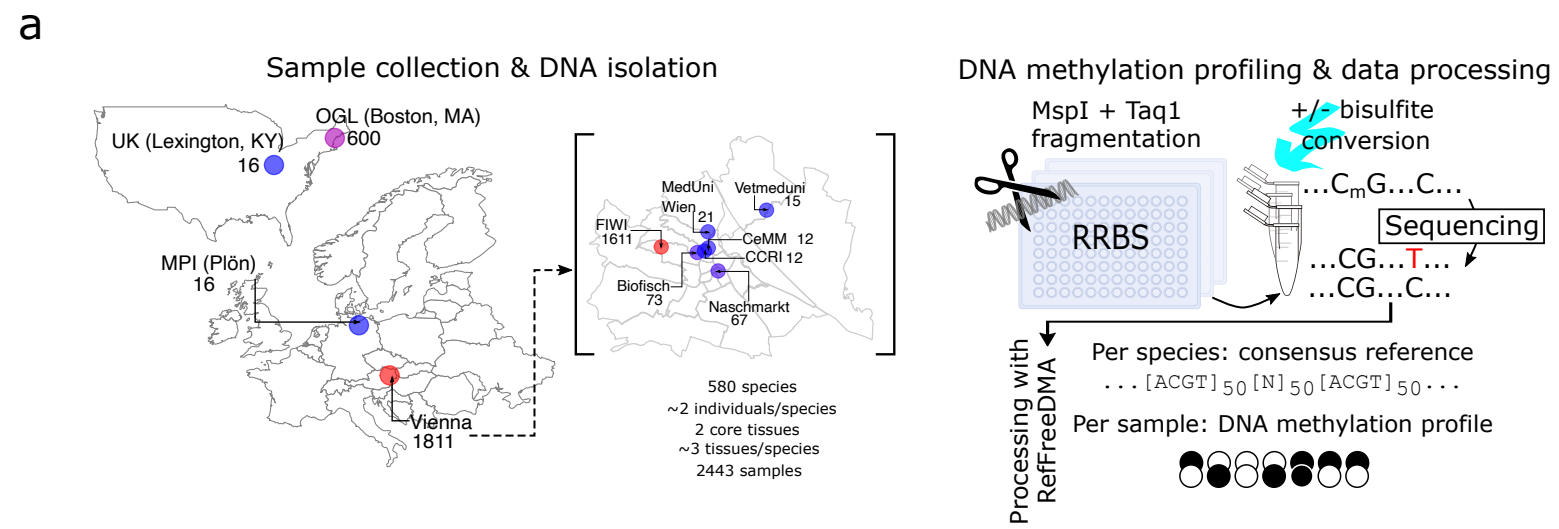 a
Sample collection & DNA isolation
OGL (Boston, MA)
600
UK (Lexington, KY)
16
MPI (Plön)
16
Vienna
1811
MedUni
Wien
21
Vetmeduni
15
FIWI
1611
CeMM 12
CCRI 12
Biofisch
73
Naschmarkt
67
580 species
~2 individuals/species
2 core tissues
~3 tissues/species
2443 samples
DNA methylation profiling & data processing
MspI + Taq1
fragmentation
+/- bisulfite
conversion
RRBS
...CmG...C...
Sequencing
...CG...T...
...CG...C...
Processing with
RefFreeDMA
Per species: consensus reference
...[ACGT]50[N]50[ACGT]50...
Per sample: DNA methylation profile